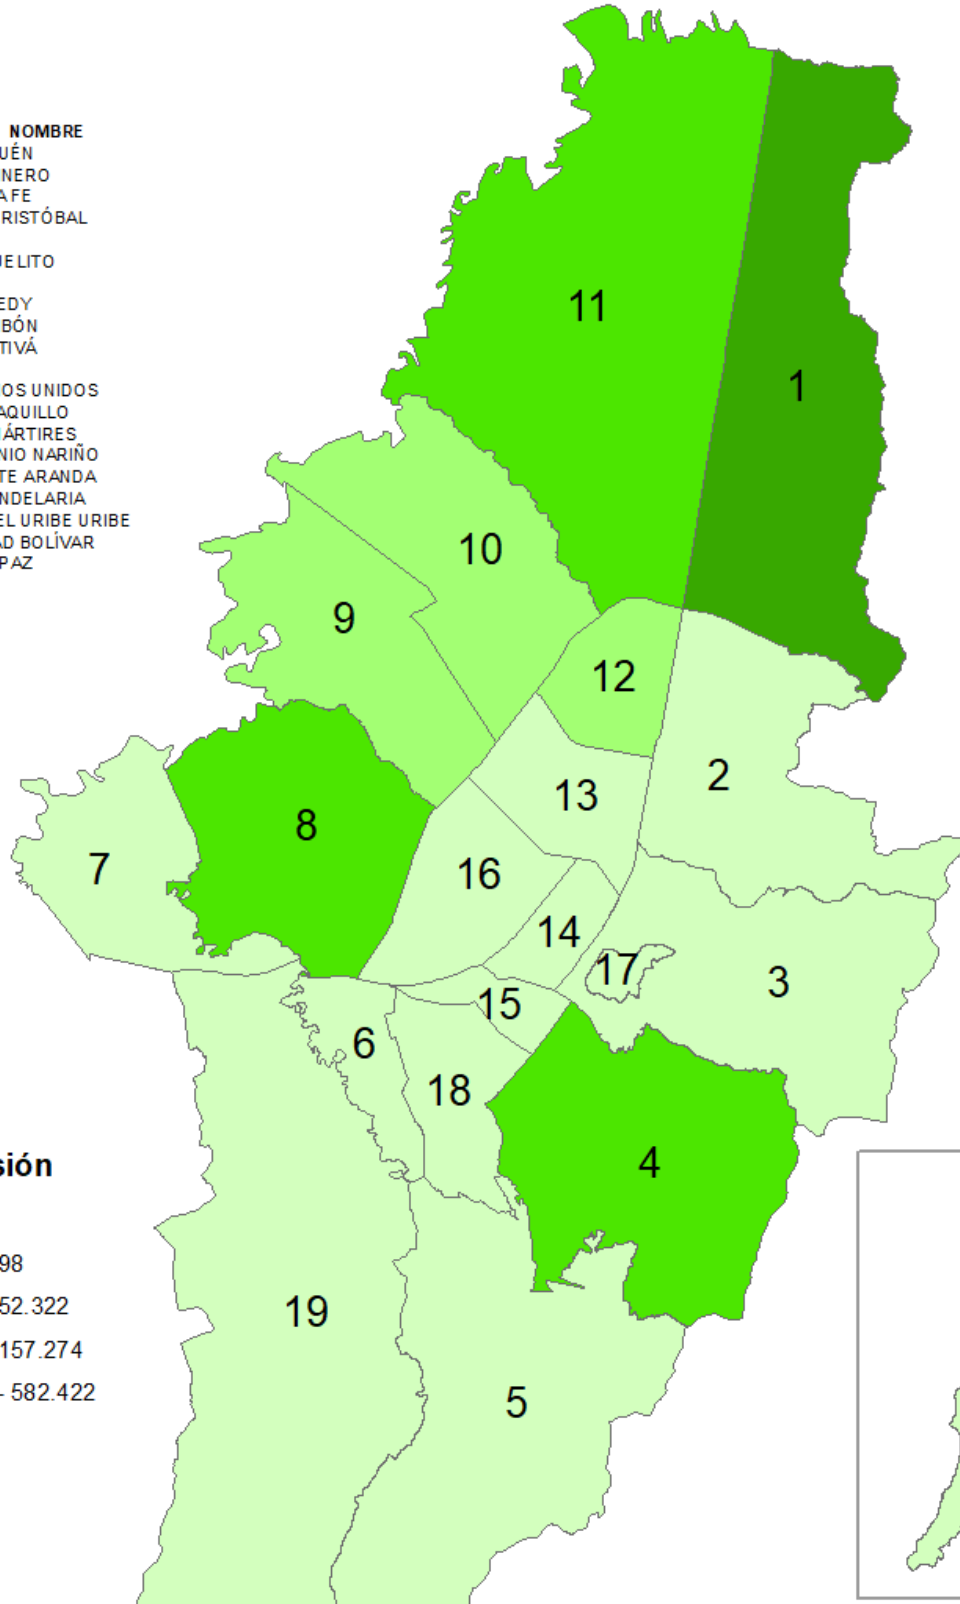 NOMBRE
UÉN
NERO
AFE
RISTÓBAL
JELITO
EDY
BÓN
TIVÁ
OS UNIDOS
AQUILLO
ÁRTIRES
NIO NARIÑO
TE ARANDA
NDELARIA
EL URIBE URIBE
AD BOLÍVAR
PAZ
11
1
10
9
12
2
13
8
7
16
14
17
3
15
6
18
4
sión
98
52.322
157.274
- 582.422
19
5